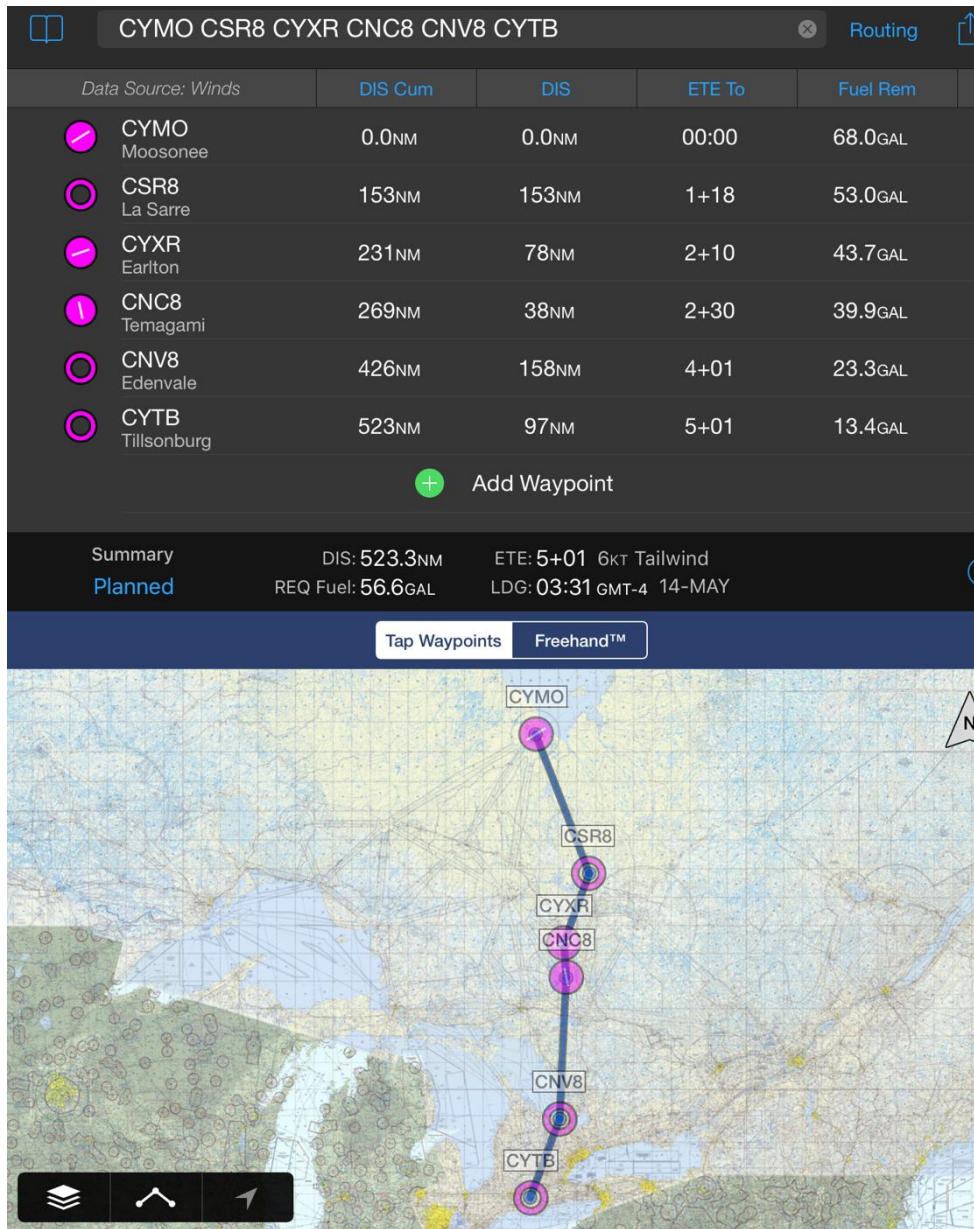 CYMO CSR8 CYXR CNC8 CNV8 CYTB Routing
Data Source: Winds DIS Cum DIS ETE To Fuel Rem
CYMO 0.0NM 0.0NM 00:00 68.0GAL
Moosonee
CSR8 153NM 153NM 1+18 53.0GAL
La Sarre
CYXR 231NM 78NM 2+10 43.7GAL
Earlton
CNC8 269NM 38NM 2+30 39.9GAL
Temagami
CNV8 426NM 158NM 4+01 23.3GAL
Edenvale
CYTB 523NM 97NM 5+01 13.4GAL
Tillsonburg
Add Waypoint
Summary DIS: 523.3NM ETE: 5+01 6KT Tailwind
Planned REQ Fuel: 56.6GAL LDG: 03:31 GMT-4 14-MAY
Tap Waypoints Freehand™
CYMO
N
CSR8
CYXR
CNC8
CNV8
CYTB